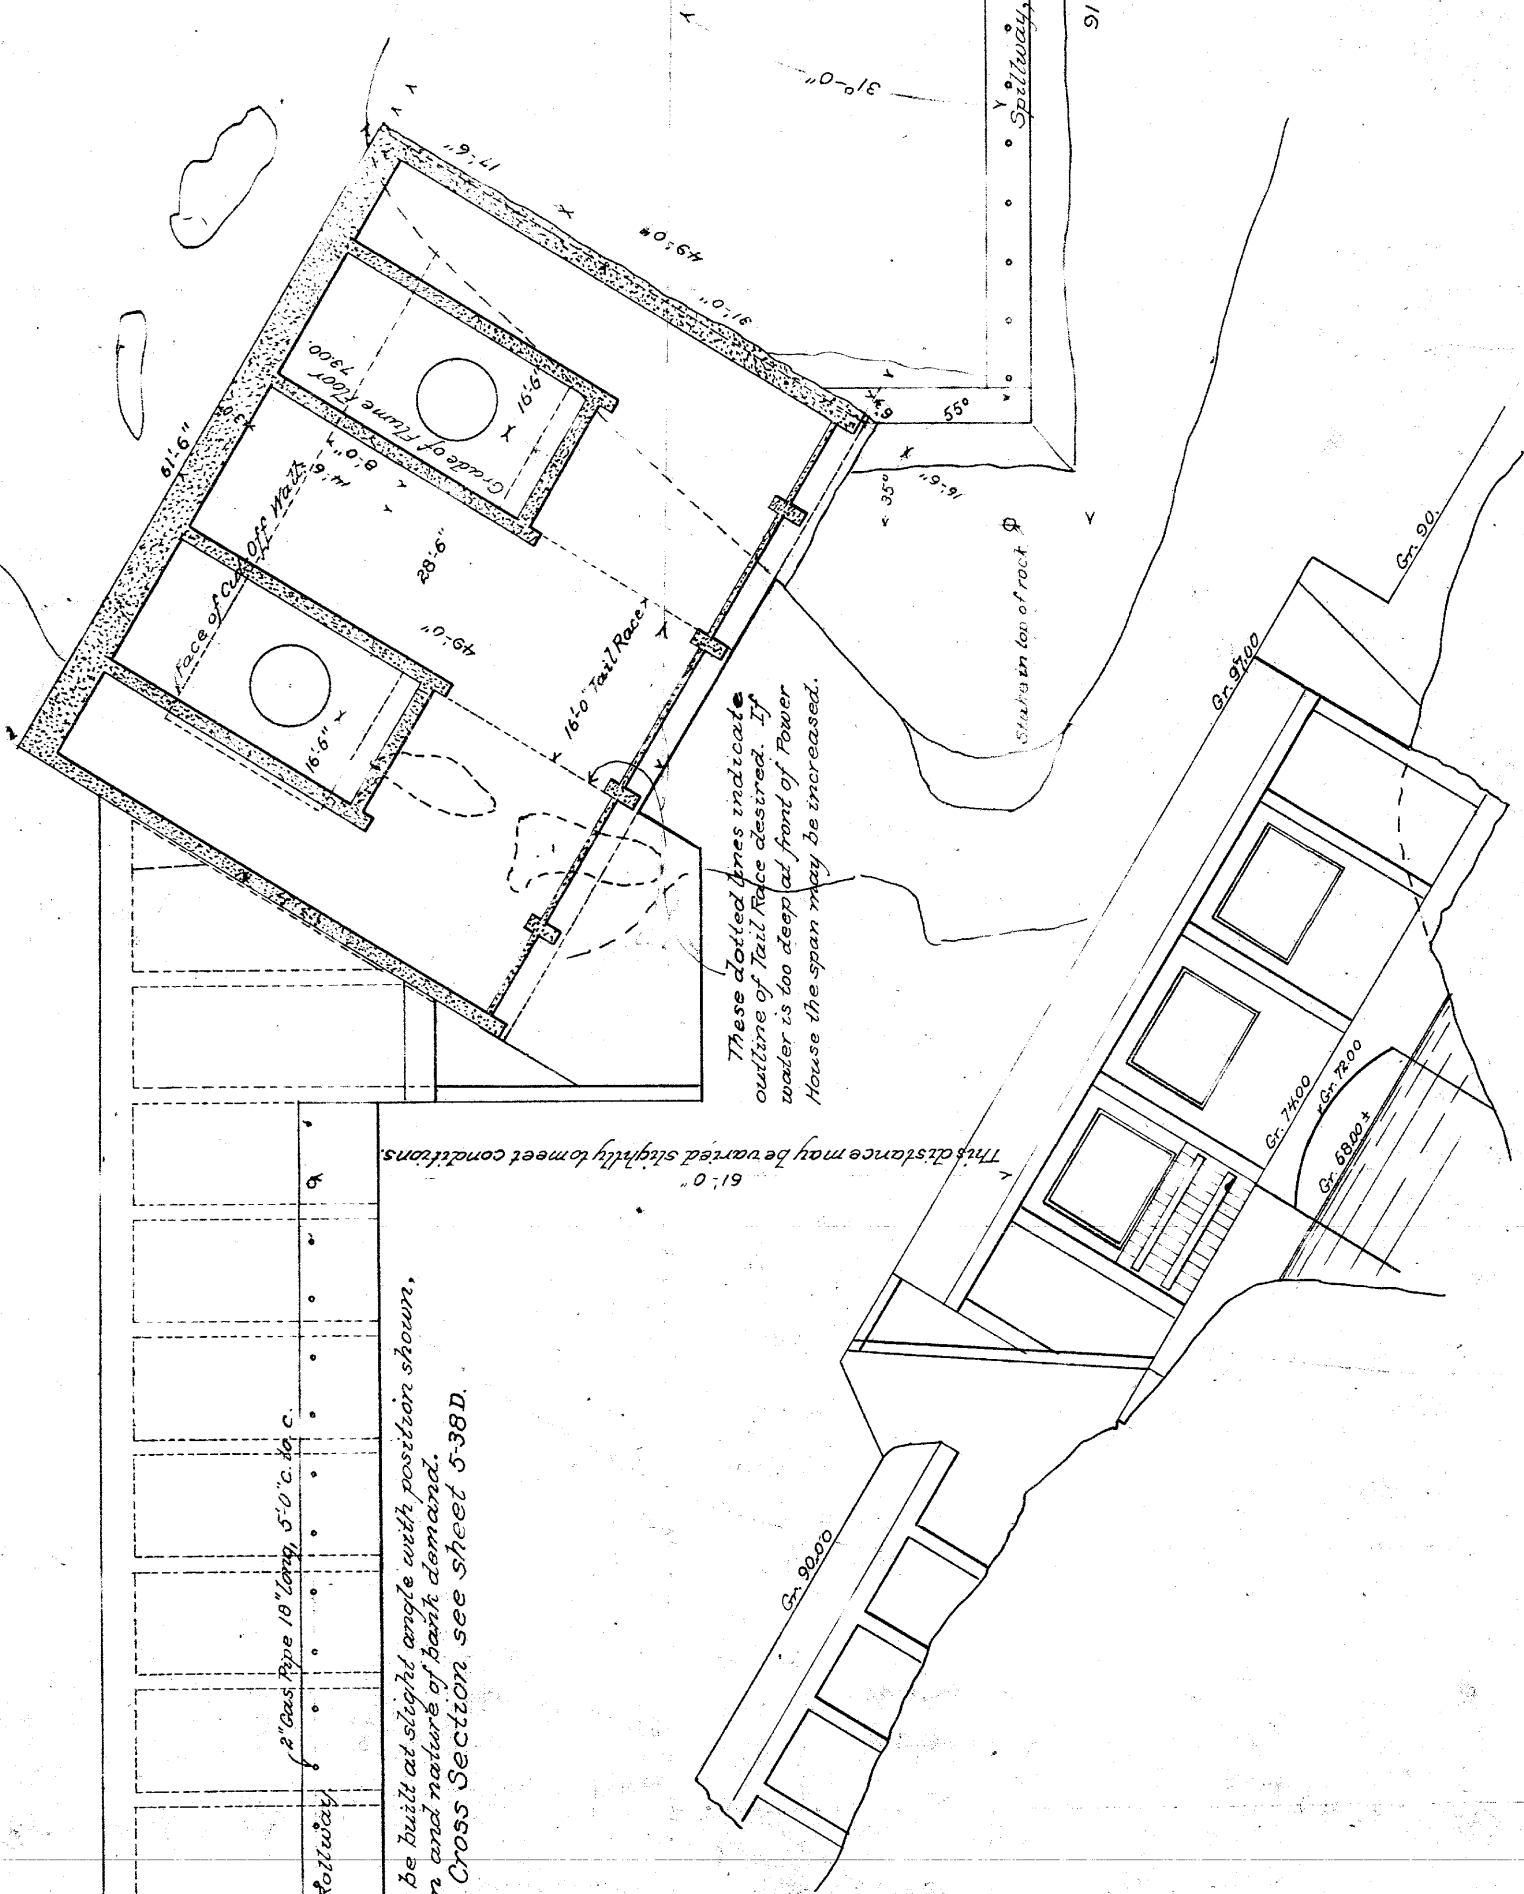 61'-6"
17'-6"
49'-0"
31'-0"
31'-0"
Spillway,
16
3'-0"
Grade of Flume Floor
73.00
16'-6"
8'-0"
14'-6"
Face of Cut Off Wall
28'-6"
49'-0"
16'-6"
16'-0" Tail Race
55°
35°
16'-6"
Stake in top of rock
These dotted lines indicate
outline of Tail Race desired. If
water is too deep at front of Power
House the span may be increased.
61'-0"
This distance may be varied slightly to meet conditions.
2" Gas Pipe 18" long, 5'-0" c. to. c.
Rollway
be built at slight angle with position shown,
n and nature of bank demand.
Cross Section see sheet 5-38D.
Gr. 90.
Gr. 97.00
Gr. 74.00
Gr. 72.00
Gr. 68.00 ±
Gr. 90.00